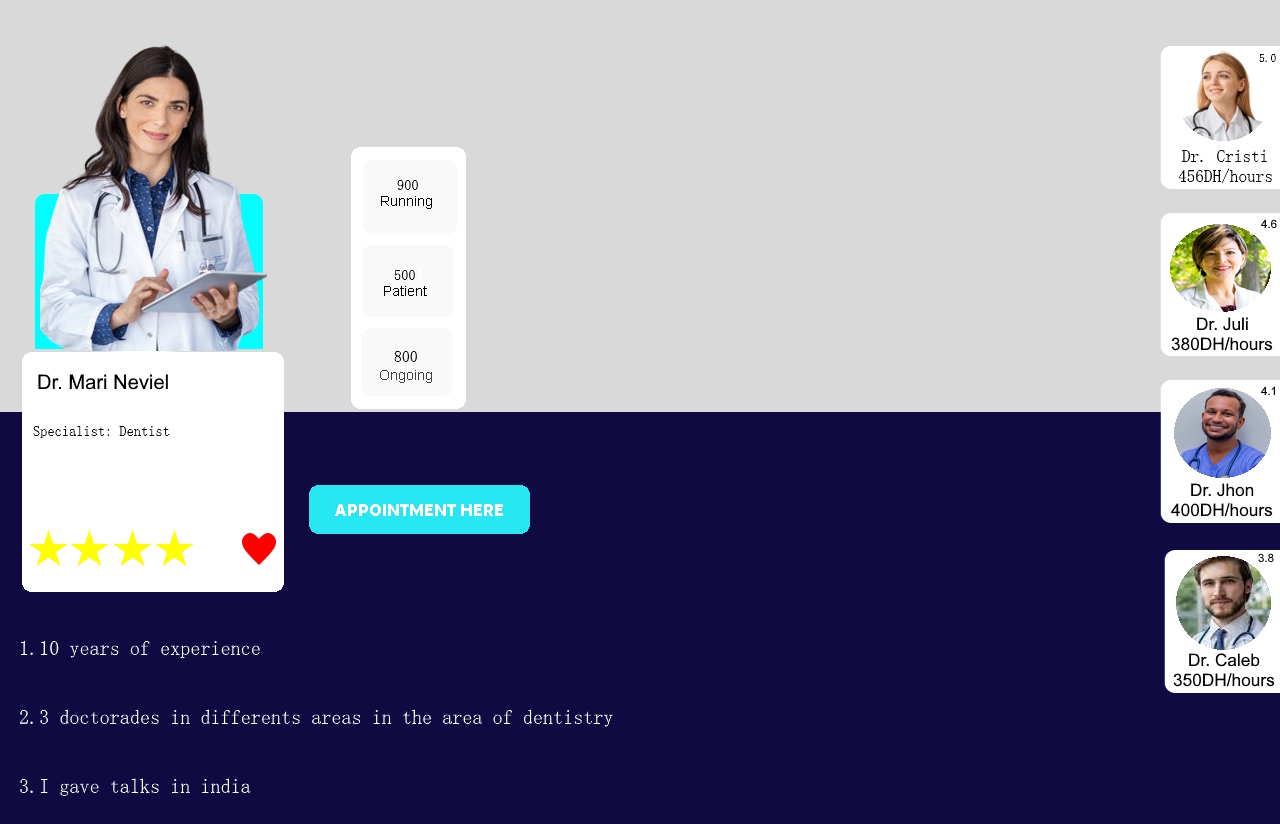 900
Running
500
Patient
800
Ongoing
Dr. Mari Neviel
Specialist: Dentist
APPOINTMENT HERE
1.10 years of experience
2.3 doctorades in differents areas in the area of dentistry
3.I gave talks in india
5.0
Dr. Cristi
456DH/hours
4.6
Dr. Juli
380DH/hours
4.1
Dr. Jhon
400DH/hours
3.8
Dr. Caleb
350DH/hours